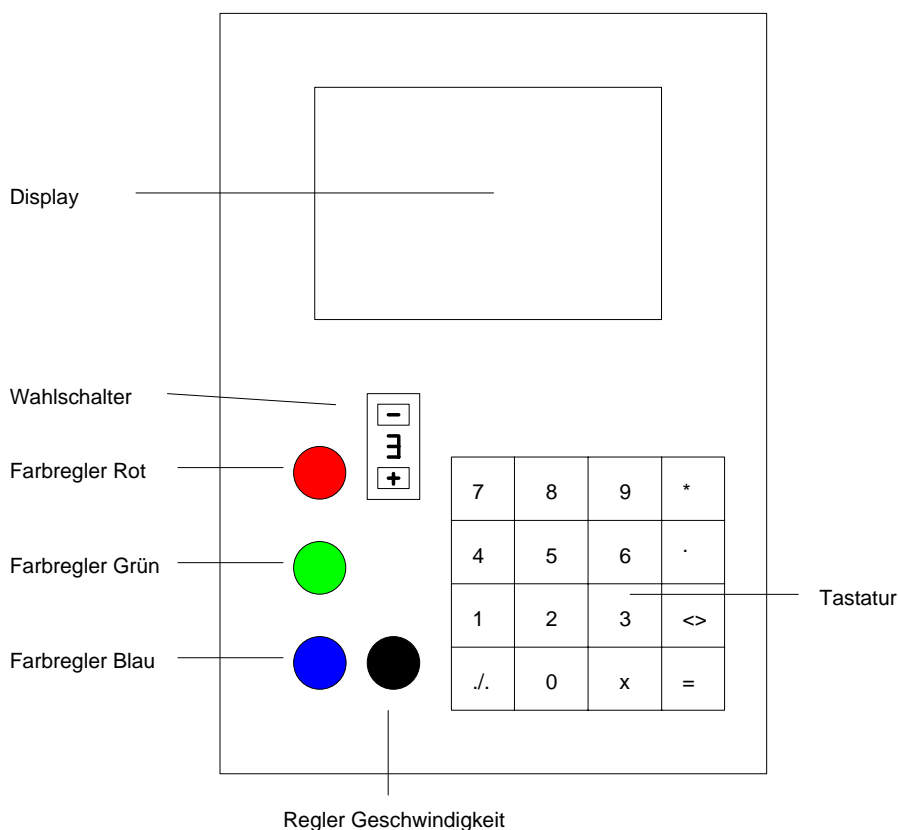 Display
Wahlschalter
-
3
+
Farbregler Rot
Farbregler Grün
Farbregler Blau
7 8 9 *
4 5 6 .
1 2 3 <>
./. 0 x =
Tastatur
Regler Geschwindigkeit